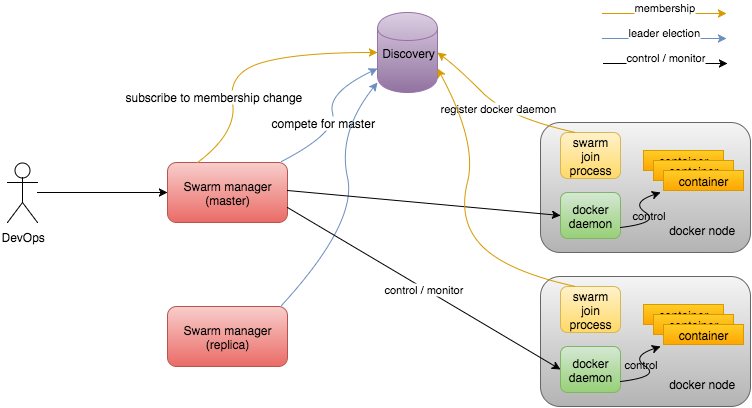 membership
leader election
control / monitor
Discovery
subscribe to membership change
compete for master
register docker daemon
swarm
join
process
container
container
container
docker
daemon
control
docker node
Swarm manager
(master)
DevOps
control / monitor
swarm
join
process
container
container
container
Swarm manager
(replica)
docker
daemon
control
docker node